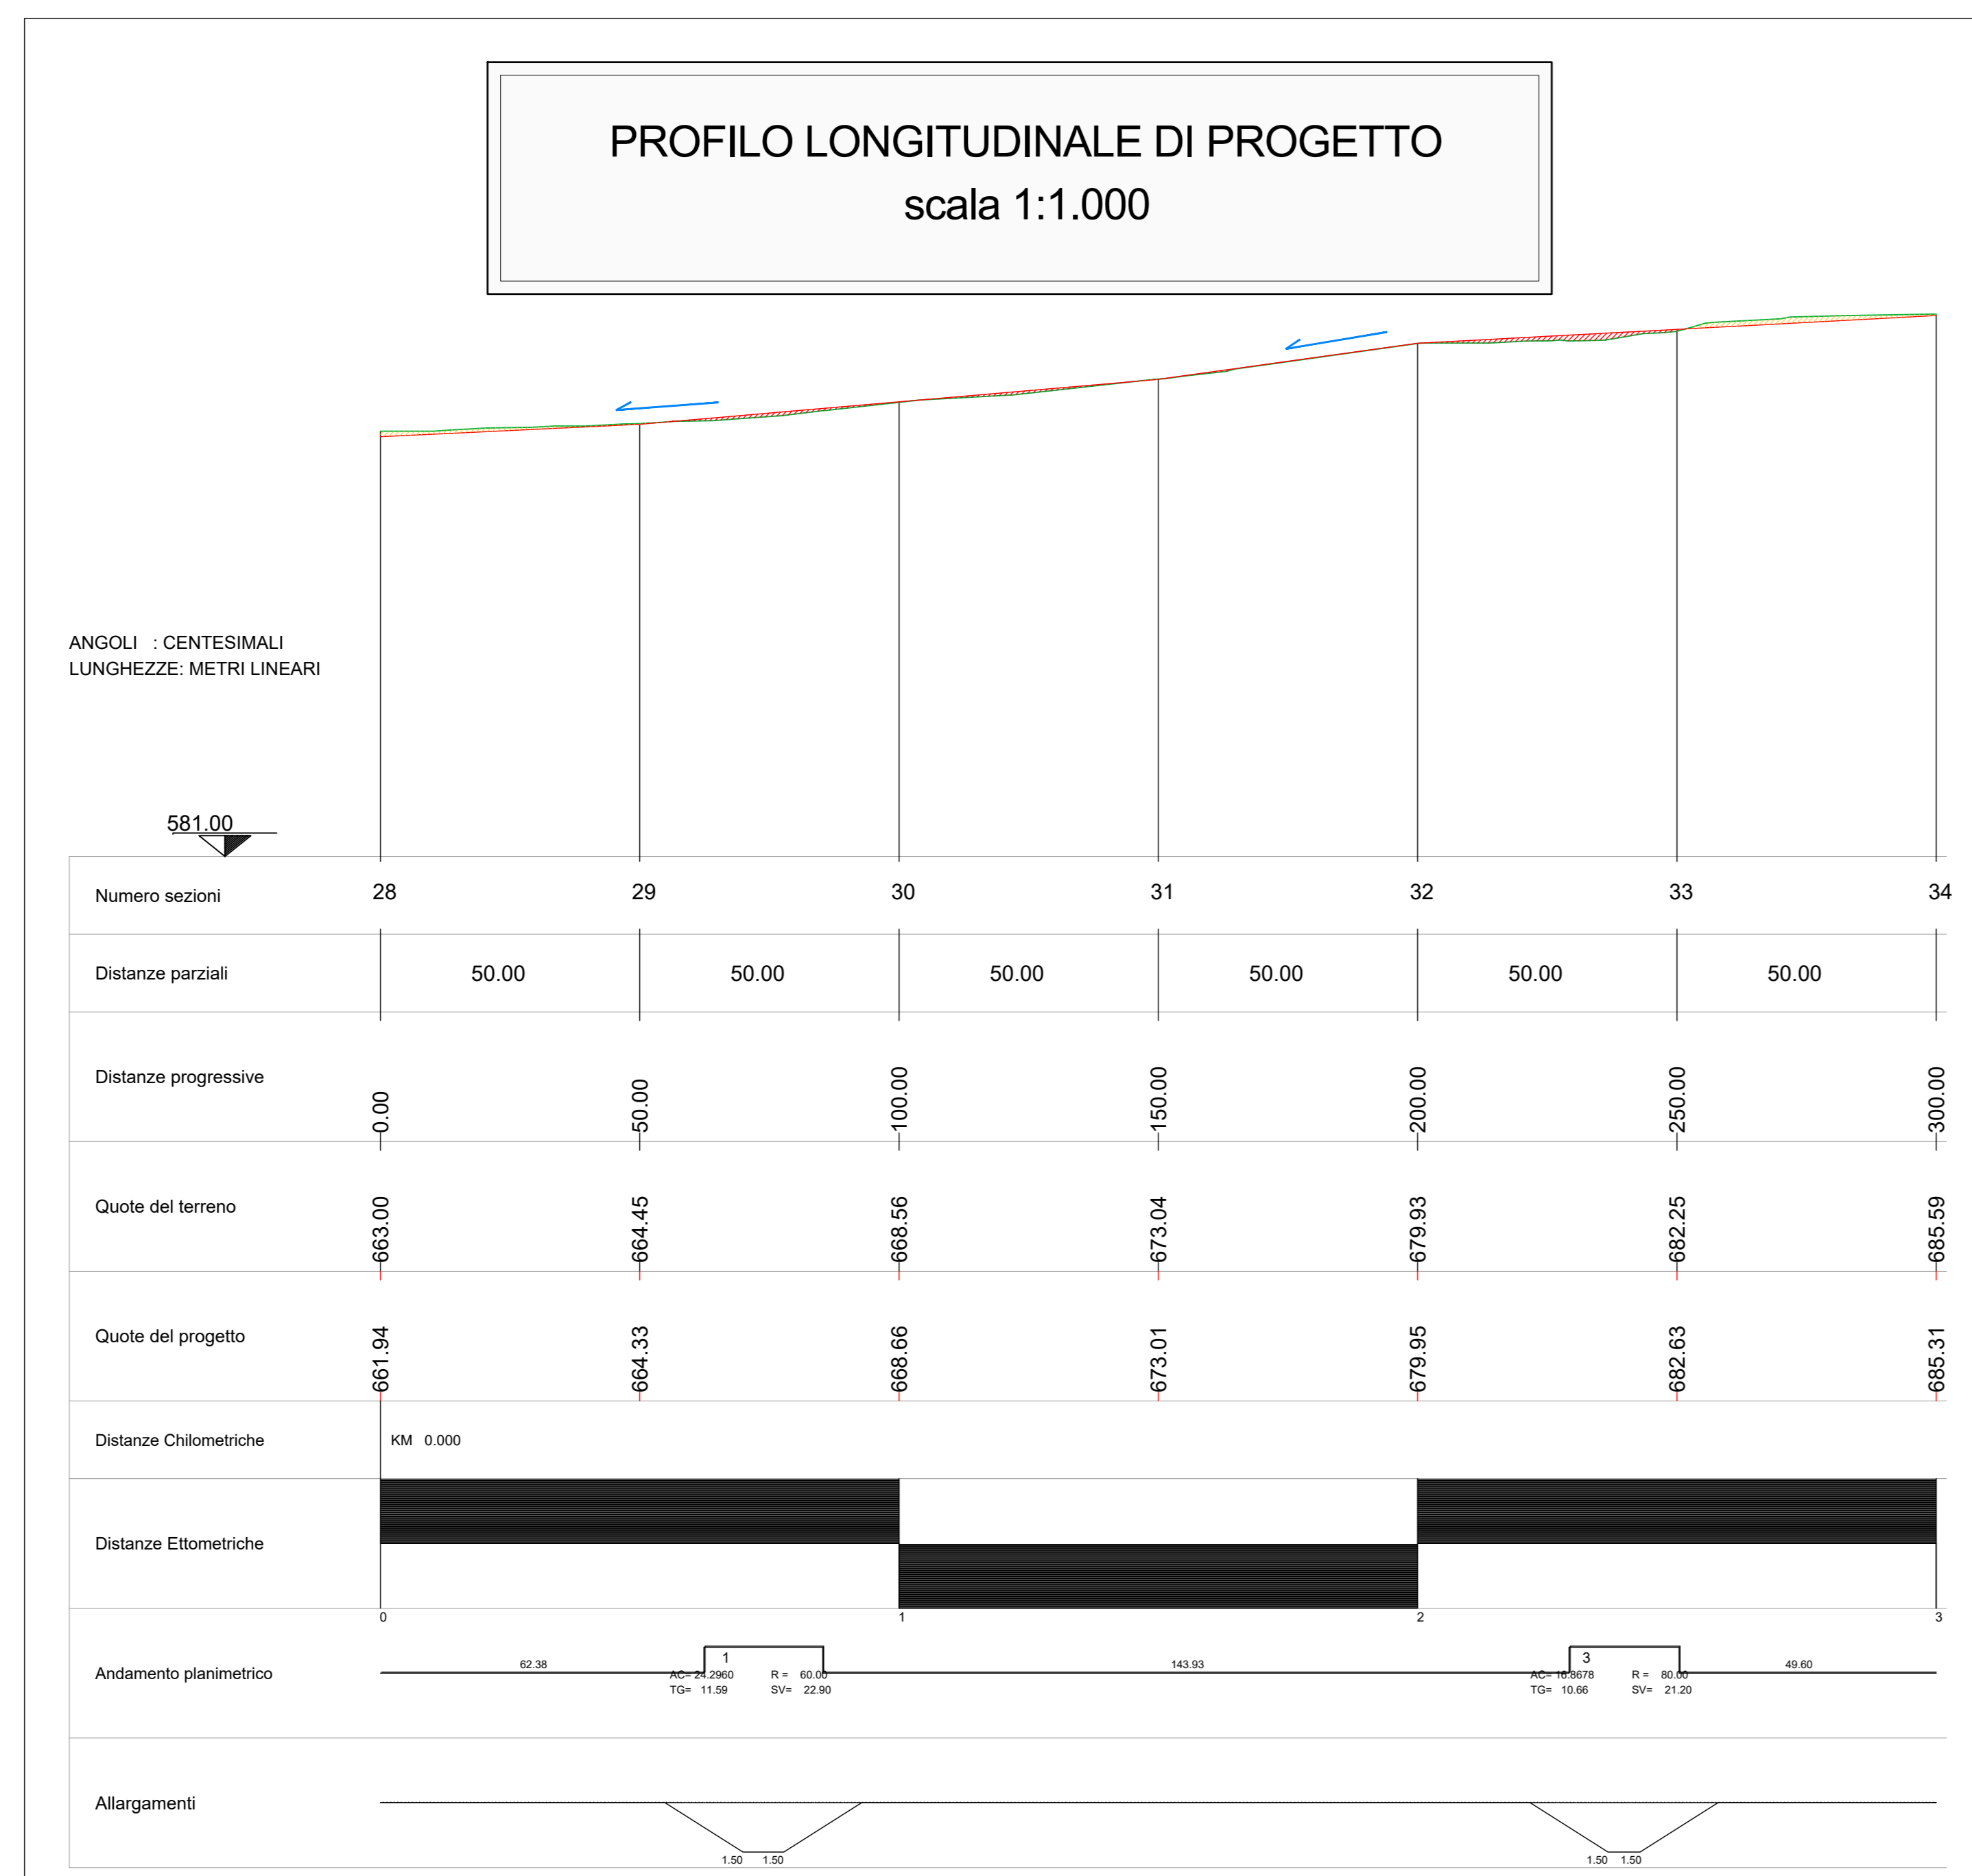 PROFILO LONGITUDINALE DI PROGETTO
scala 1:1.000
ANGOLI : CENTESIMALI
LUNGHEZZE: METRI LINEARI
581.00
Numero sezioni 28 29 30 31 32 33 34
Distanze parziali 50.00 50.00 50.00 50.00 50.00 50.00
Distanze progressive 0.00 50.00 100.00 150.00 200.00 250.00 300.00
Quote del terreno 663.00 664.45 668.56 673.04 679.93 682.25 685.59
Quote del progetto 661.94 664.33 668.66 673.01 679.95 682.63 685.31
Distanze Chilometriche KM 0.000
Distanze Ettometriche
0 1 2 3
Andamento planimetrico 62.38 1 143.93 3 49.60
AC= 24.2960 R = 60.00 AC= 16.8678 R = 80.00
TG= 11.59 SV= 22.90 TG= 10.66 SV= 21.20
Allargamenti
1.50 1.50 1.50 1.50